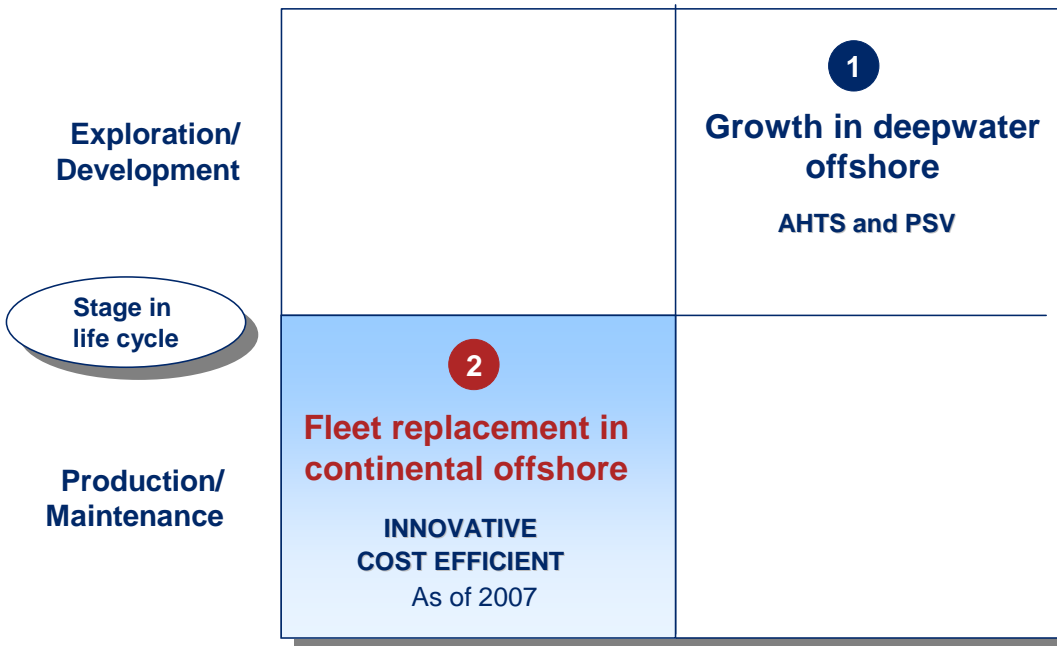 1
Growth in deepwater
offshore
AHTS and PSV
Exploration/
Development
Stage in
life cycle
2
Fleet replacement in
continental offshore
INNOVATIVE
COST EFFICIENT
As of 2007
Production/
Maintenance